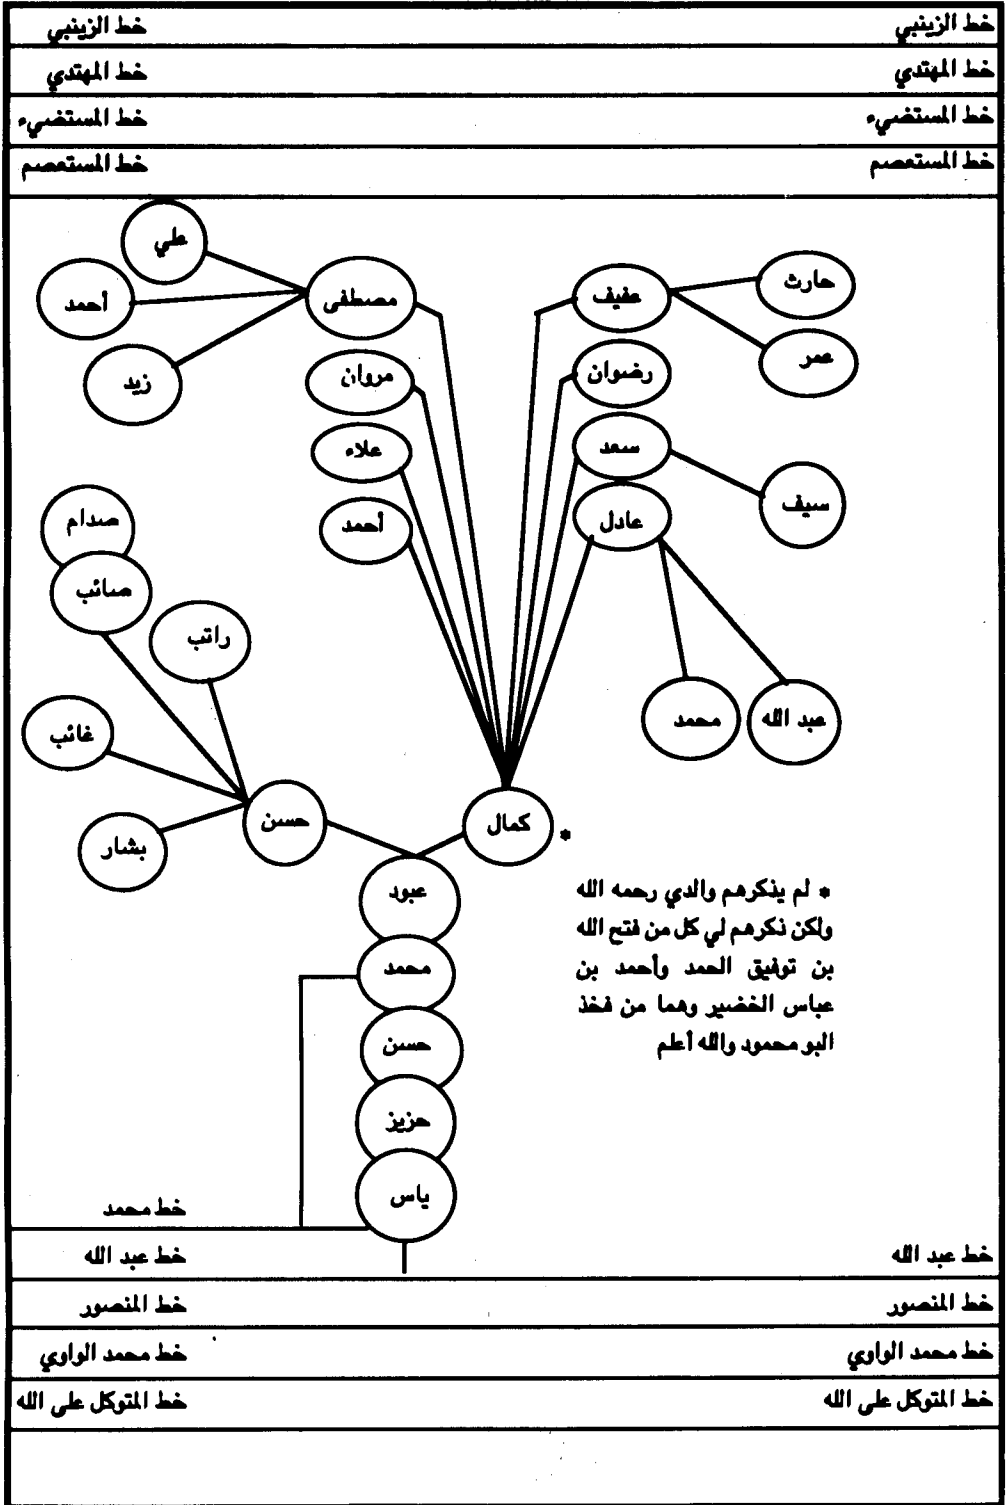 خط الزينبي خط الزينبي
خط المهتدي خط المهتدي
خط المستضيء خط المستضيء
خط المستعصم خط المستعصم
حارث عفيف مصطفى علي
عمر رضوان مروان أحمد
سيف سعد علاء زيد
عادل أحمد صدام
صائب
راتب
عبد الله محمد غائب
كمال * حسن بشار
عبود
محمد
حسن
حزيز
ياس
* لم يذكرهم والدي رحمه الله
ولكن ذكرهم لي كل من فتح الله
بن توفيق الحمد وأحمد بن
عباس الخضير وهما من فخذ
البو محمود والله أعلم
خط محمد
خط عبد الله خط عبد الله
خط المنصور خط المنصور
خط محمد الواوي خط محمد الواوي
خط المتوكل على الله خط المتوكل على الله